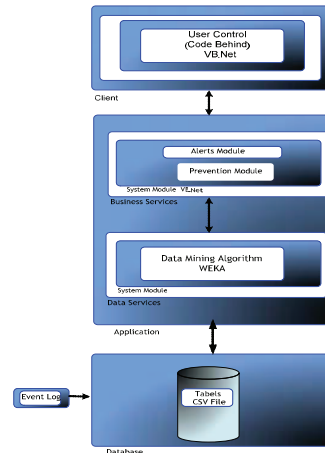 User Control
(Code Behind)
VB.Net
Client
Alerts Module
Prevention Module
System Module VB.Net
Business Services
Data Mining Algorithm
WEKA
System Module
Data Services
Application
Event Log
Tabels
CSV File
Database